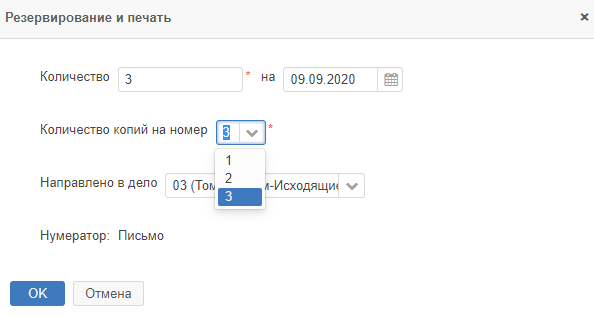 Резервирование и печать ×
Количество 3 * на 09.09.2020
Количество копий на номер 3 *
1
2
3
Направлено в дело 03 (Том м-Исходящие
Нумератор: Письмо
OK Отмена